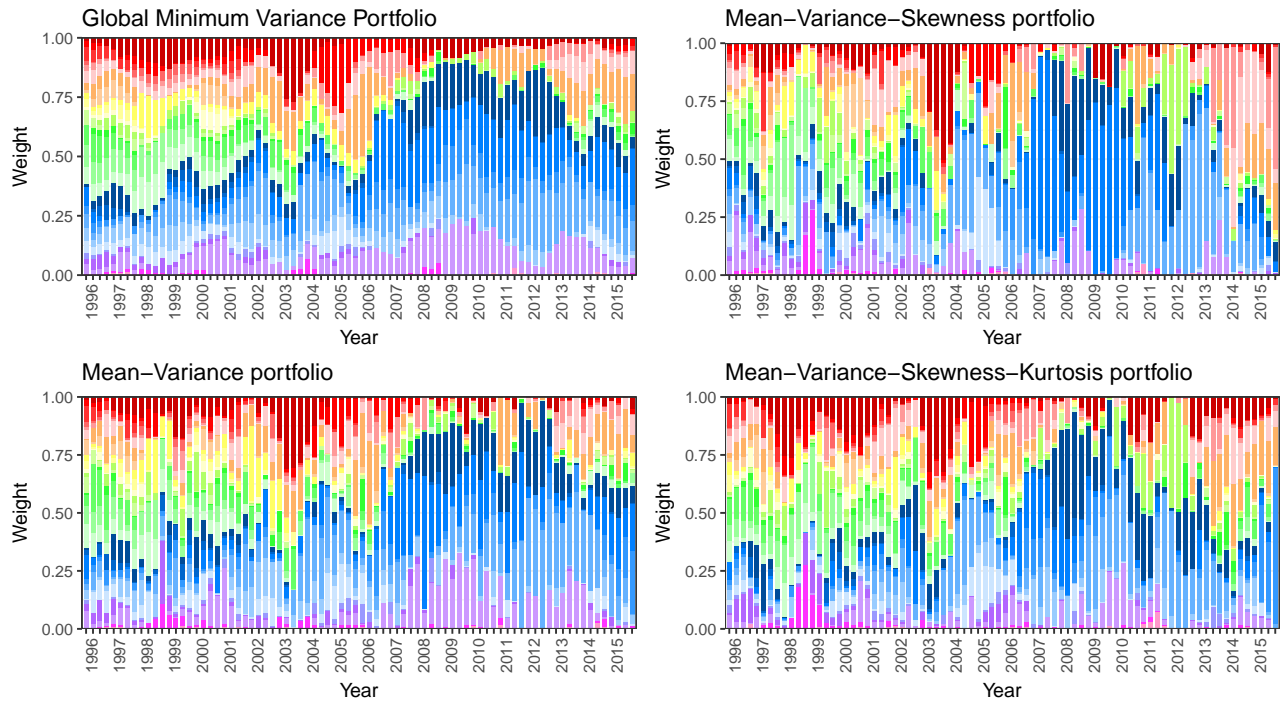 Global Minimum Variance Portfolio
1.00
0.75
0.50
0.25
0.00
Weight
1996 1997 1998 1999 2000 2001 2002 2003 2004 2005 2006 2007 2008 2009 2010 2011 2012 2013 2014 2015
Year
Mean−Variance−Skewness portfolio
1.00
0.75
0.50
0.25
0.00
Weight
1996 1997 1998 1999 2000 2001 2002 2003 2004 2005 2006 2007 2008 2009 2010 2011 2012 2013 2014 2015
Year
Mean−Variance portfolio
1.00
0.75
0.50
0.25
0.00
Weight
1996 1997 1998 1999 2000 2001 2002 2003 2004 2005 2006 2007 2008 2009 2010 2011 2012 2013 2014 2015
Year
Mean−Variance−Skewness−Kurtosis portfolio
1.00
0.75
0.50
0.25
0.00
Weight
1996 1997 1998 1999 2000 2001 2002 2003 2004 2005 2006 2007 2008 2009 2010 2011 2012 2013 2014 2015
Year